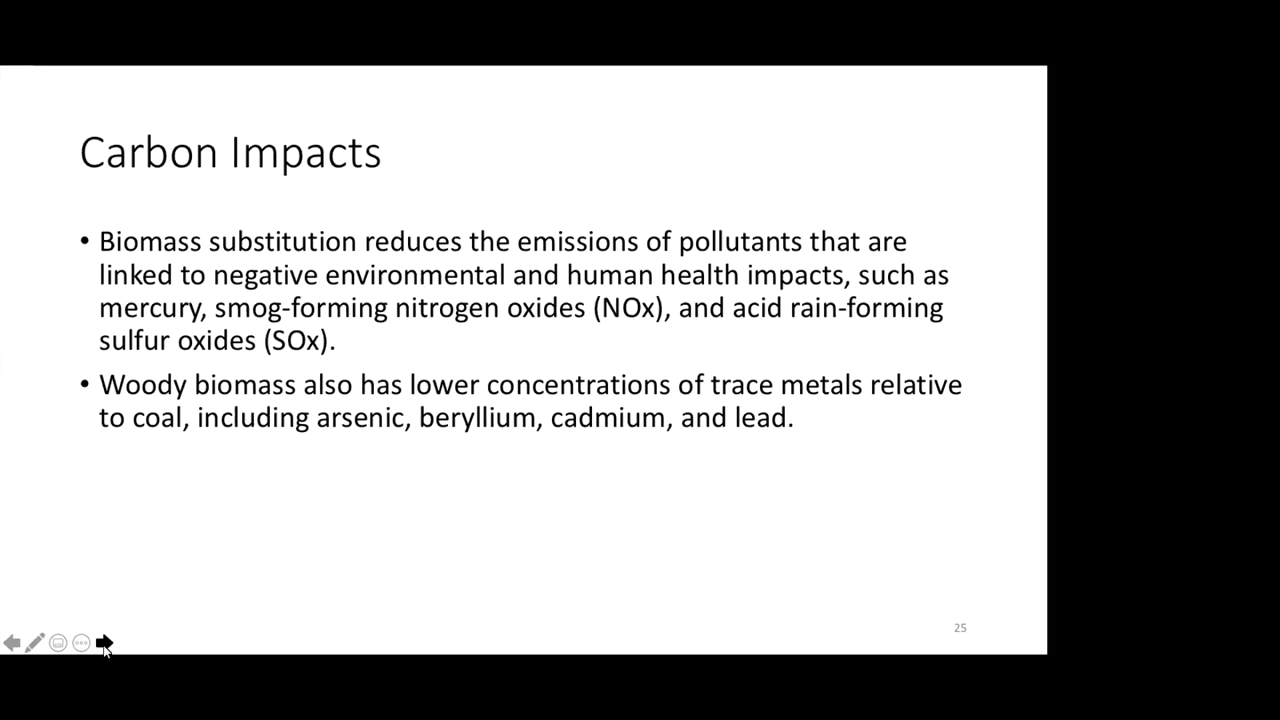 Carbon Impacts
• Biomass substitution reduces the emissions of pollutants that are
linked to negative environmental and human health impacts, such as
mercury, smog-forming nitrogen oxides (NOx), and acid rain-forming
sulfur oxides (SOx).
• Woody biomass also has lower concentrations of trace metals relative
to coal, including arsenic, beryllium, cadmium, and lead.
25